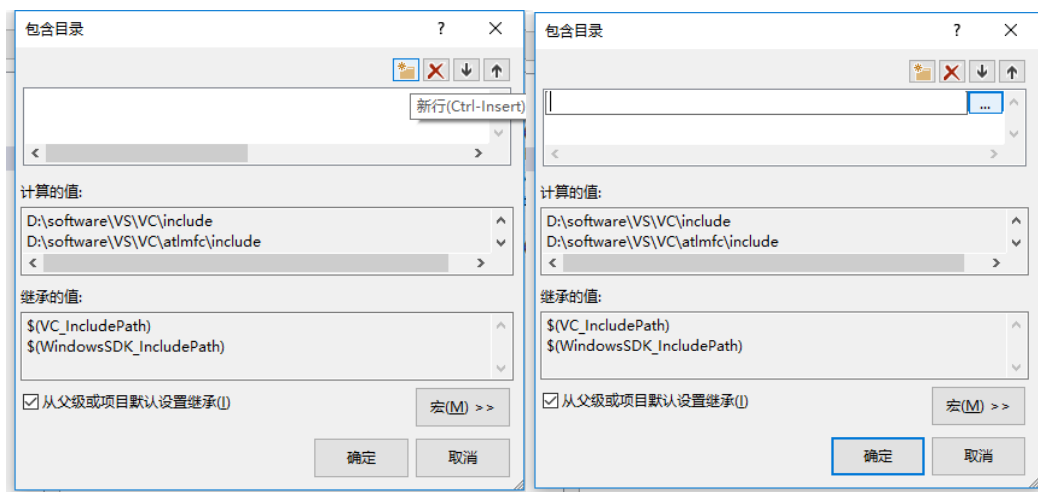 包含目录 ? ×
新行(Ctrl-Insert)
计算的值:
D:\software\VS\VC\include
D:\software\VS\VC\atlmfc\include
继承的值:
$(VC_IncludePath)
$(WindowsSDK_IncludePath)
从父级或项目默认设置继承(I)
宏(M) >>
确定
取消
包含目录 ? ×
...
计算的值:
D:\software\VS\VC\include
D:\software\VS\VC\atlmfc\include
继承的值:
$(VC_IncludePath)
$(WindowsSDK_IncludePath)
从父级或项目默认设置继承(I)
宏(M) >>
确定
取消